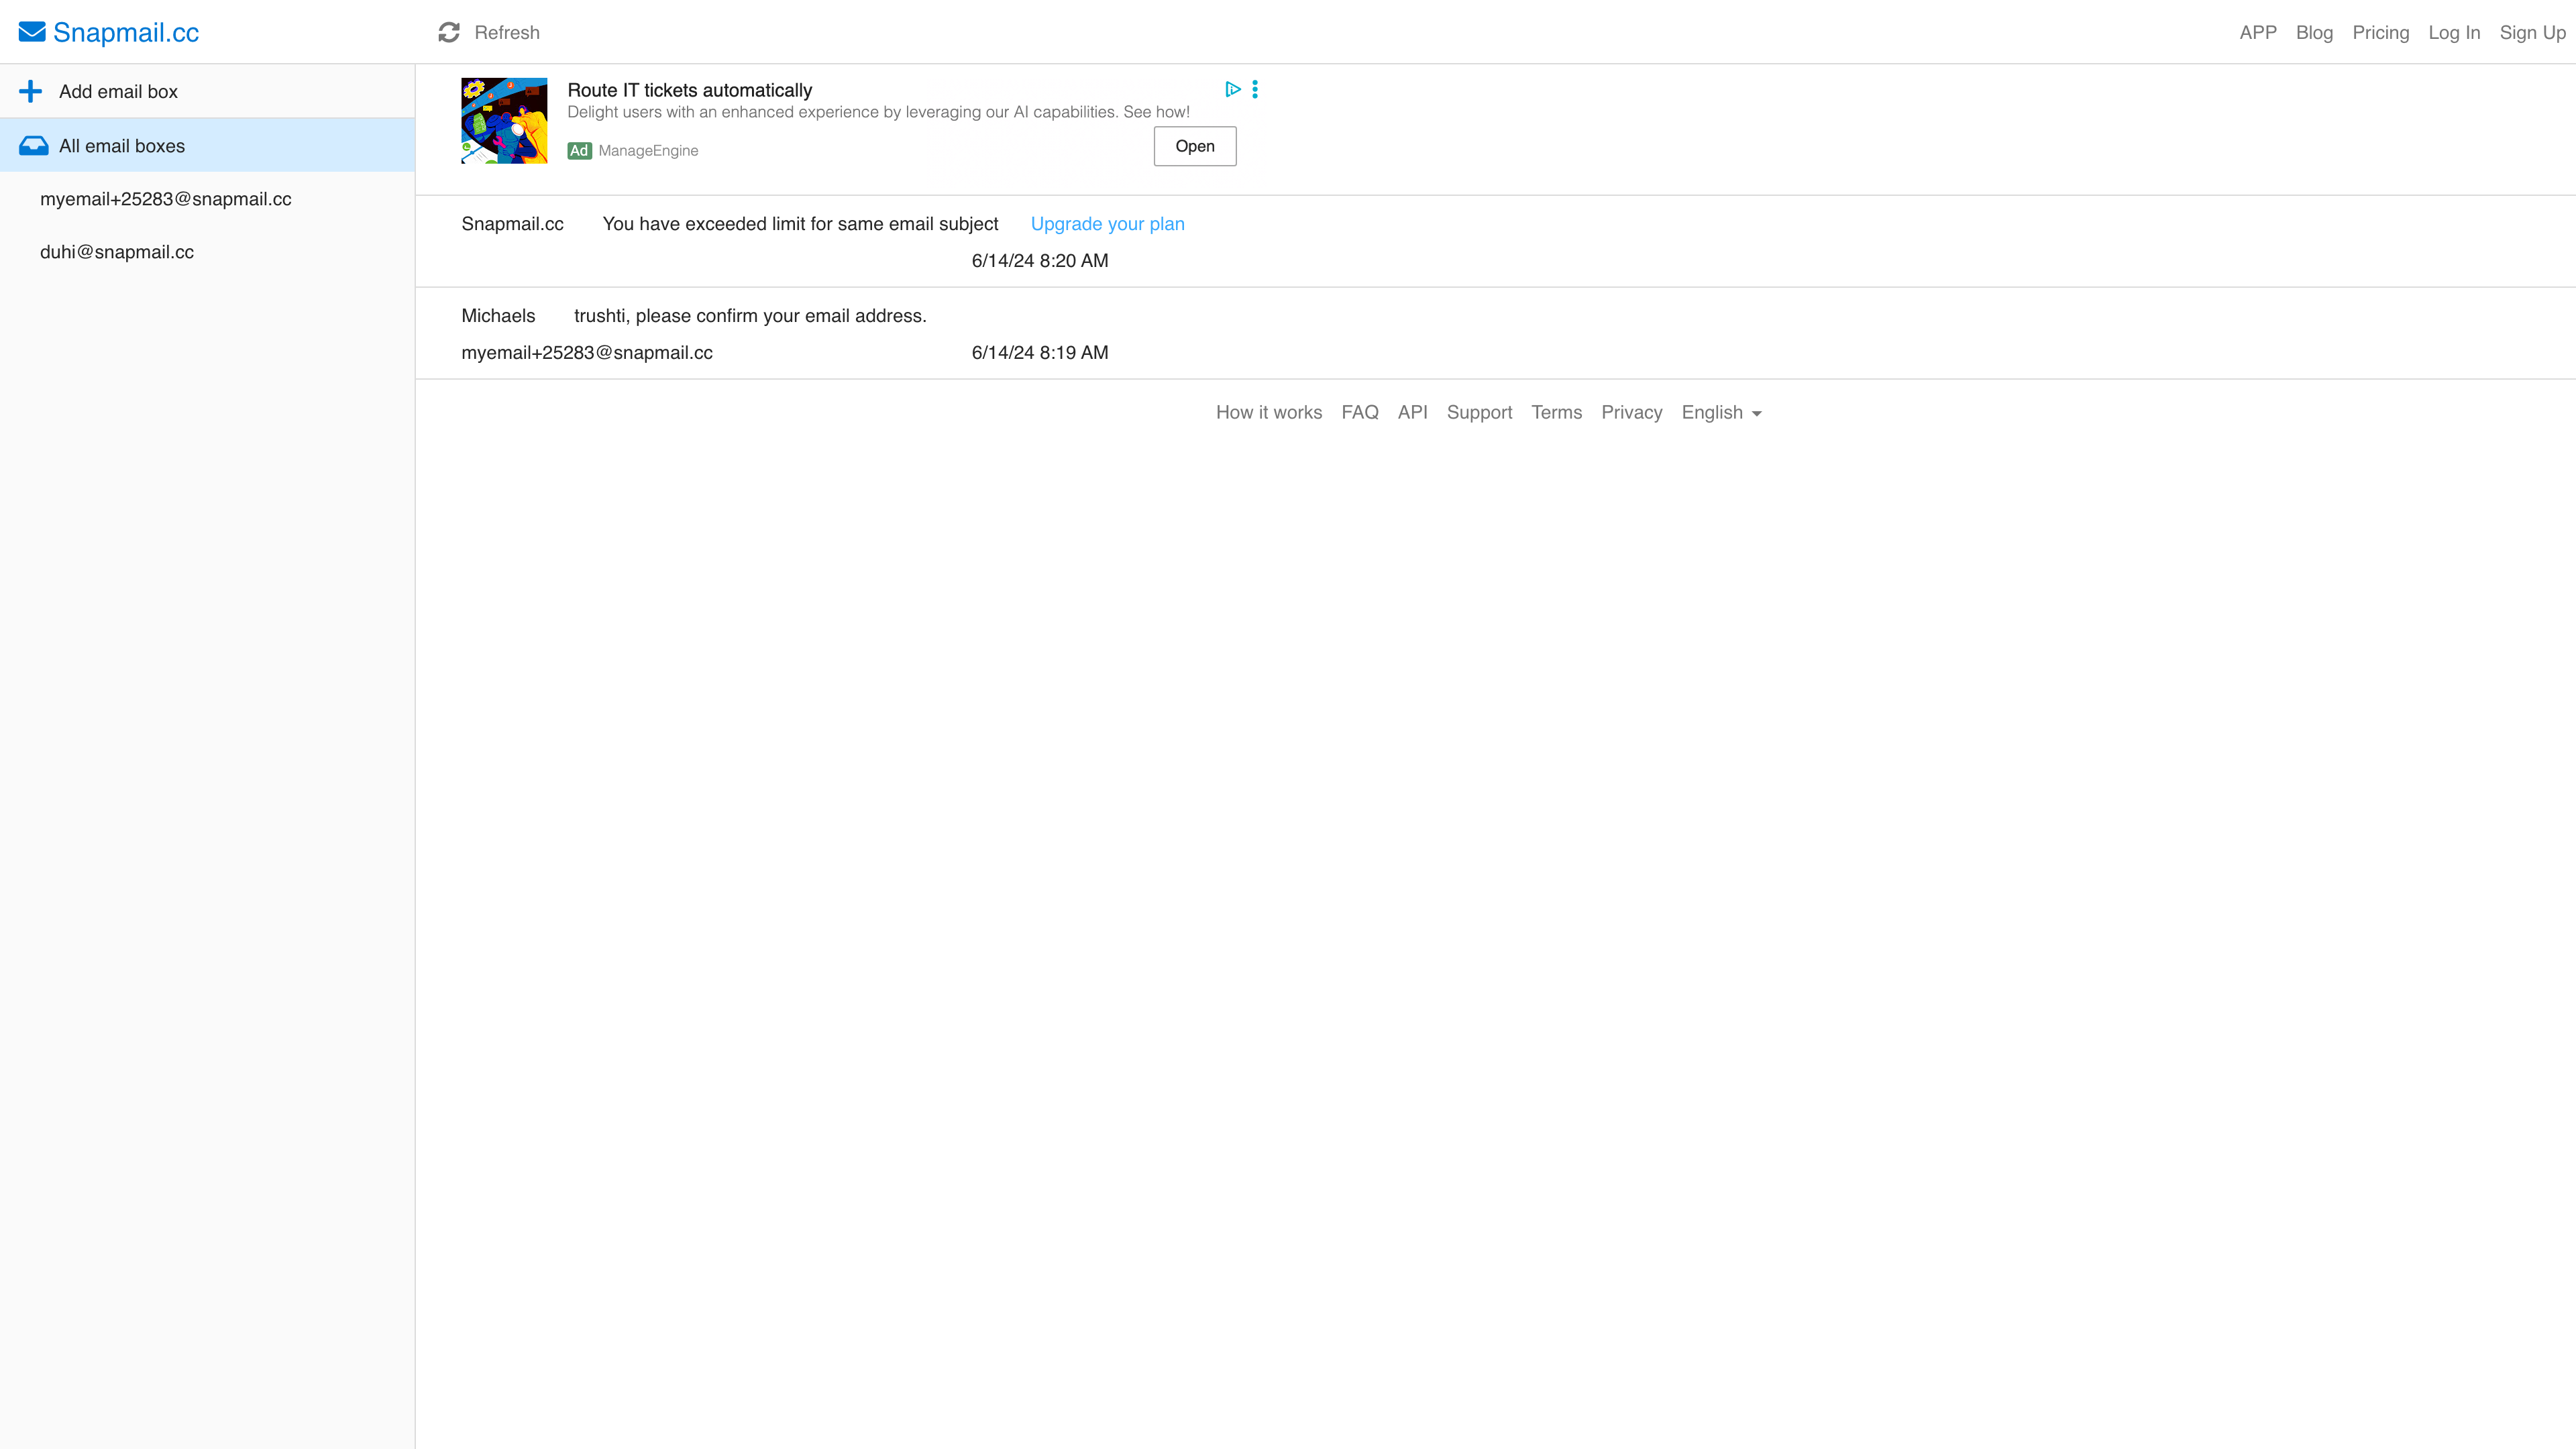 Snapmail.cc
Refresh
APP Blog Pricing Log In Sign Up
Add email box
All email boxes
myemail+25283@snapmail.cc
duhi@snapmail.cc
Route IT tickets automatically
Delight users with an enhanced experience by leveraging our AI capabilities. See how!
Ad ManageEngine
Open
Snapmail.cc You have exceeded limit for same email subject Upgrade your plan
6/14/24 8:20 AM
Michaels trushti, please confirm your email address.
myemail+25283@snapmail.cc 6/14/24 8:19 AM
How it works FAQ API Support Terms Privacy English